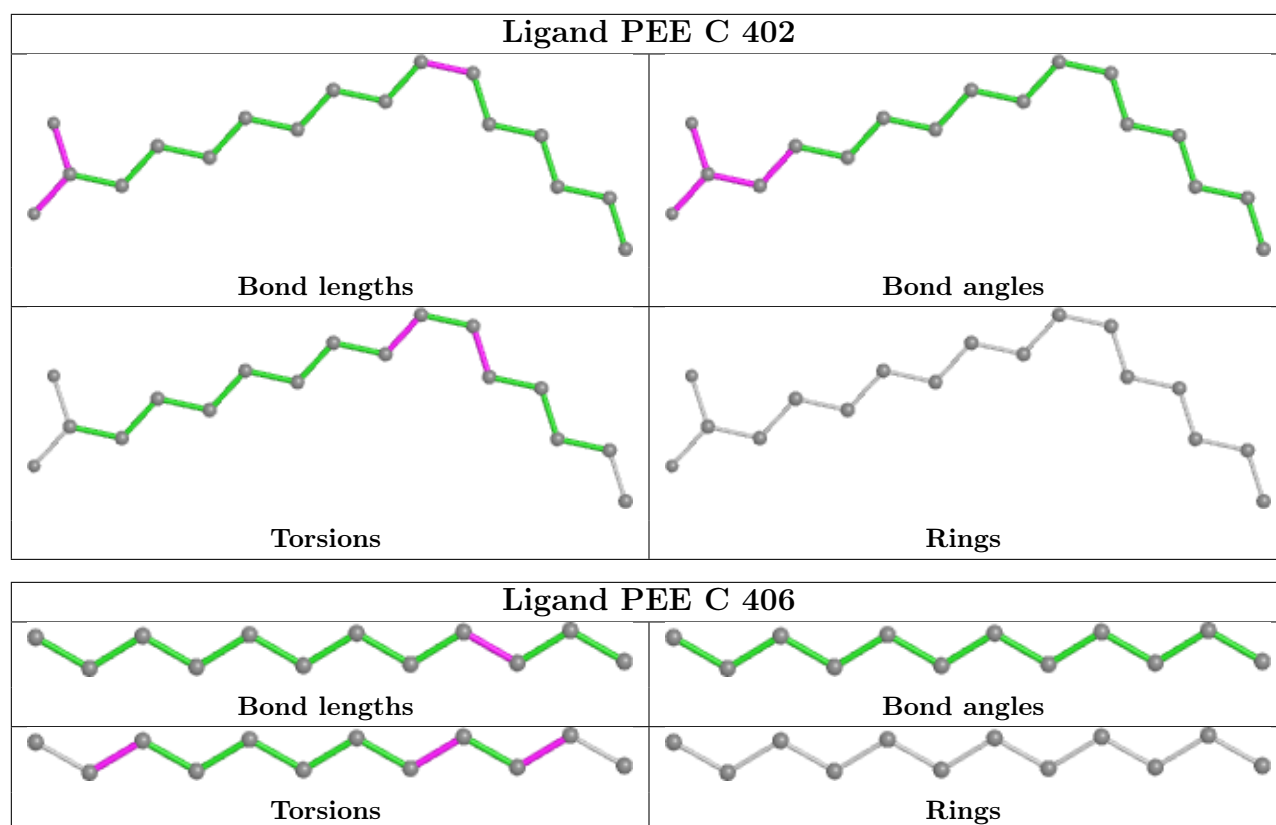 Ligand PEE C 402
Bond lengths
Bond angles
Torsions
Rings
Ligand PEE C 406
Bond lengths
Bond angles
Torsions
Rings